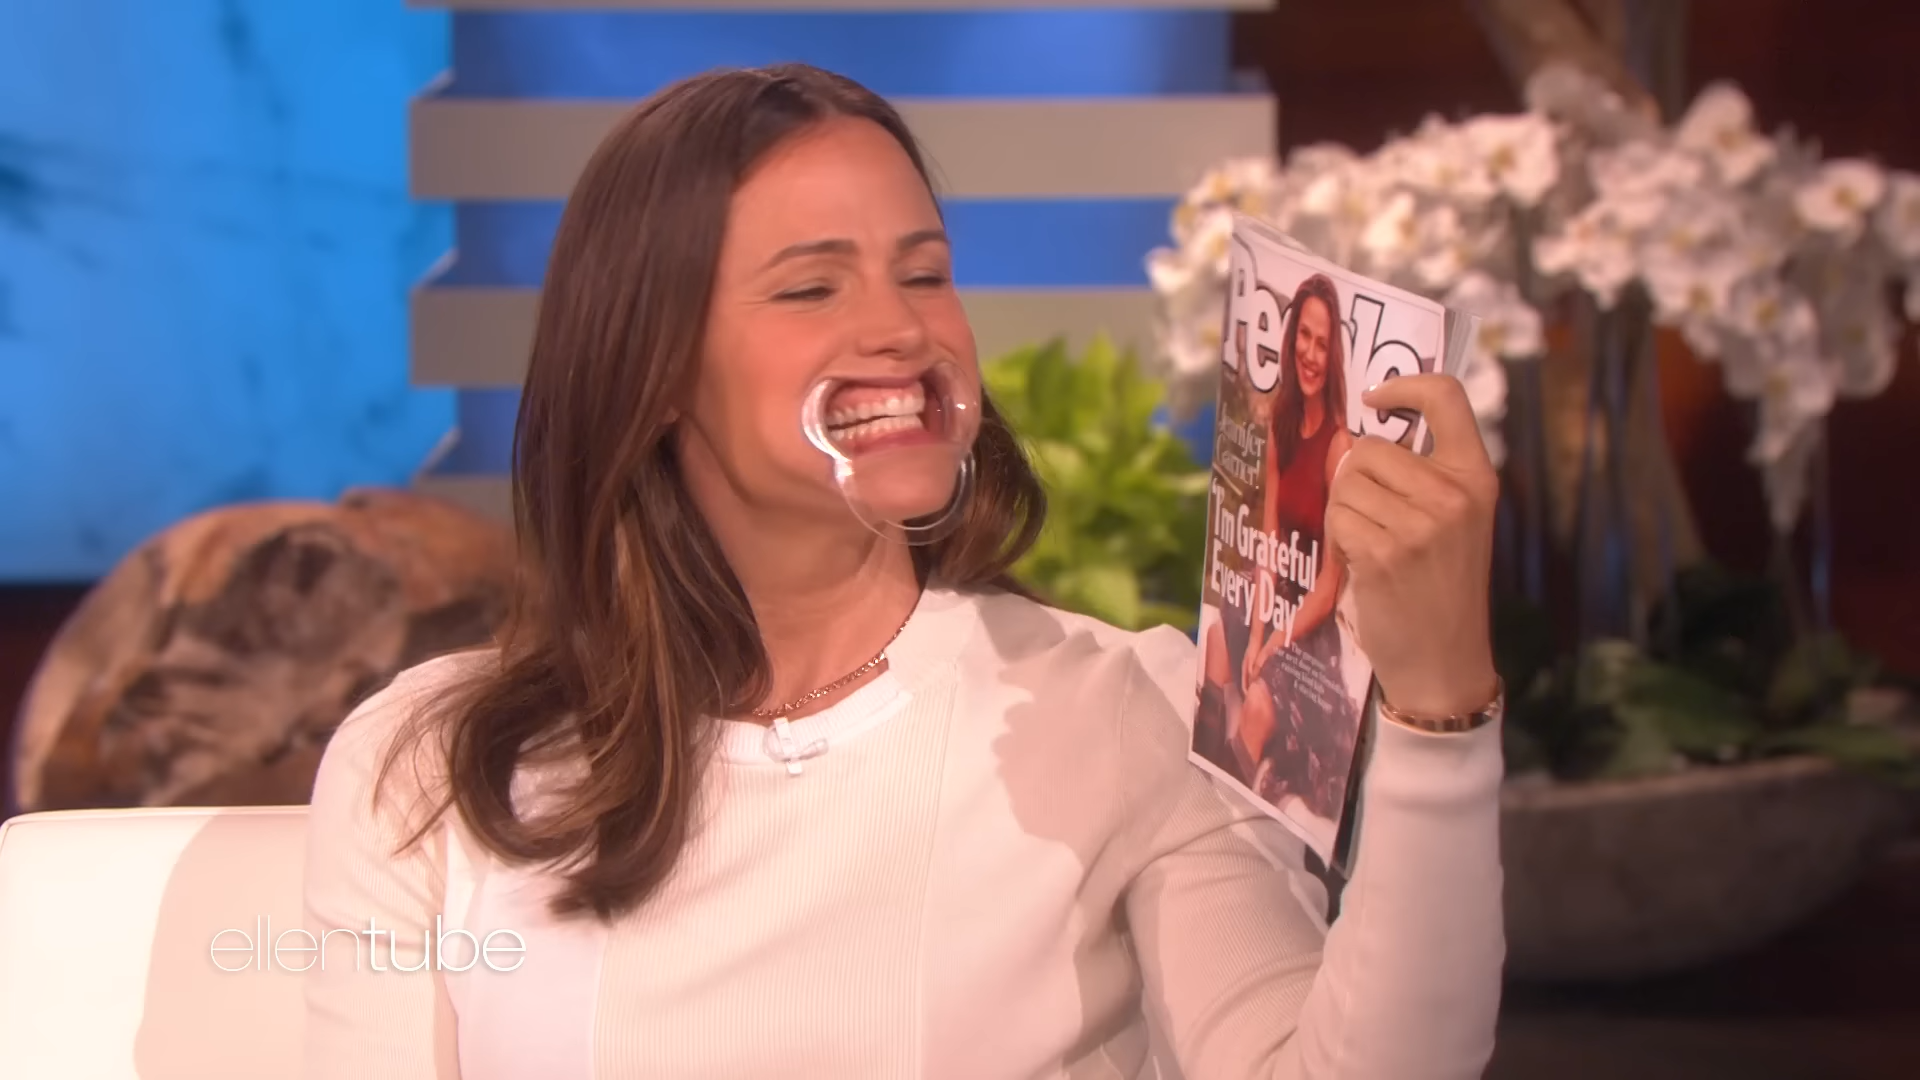 People
Jennifer
Garner!
'I'm Grateful
Every Day'
ellentube